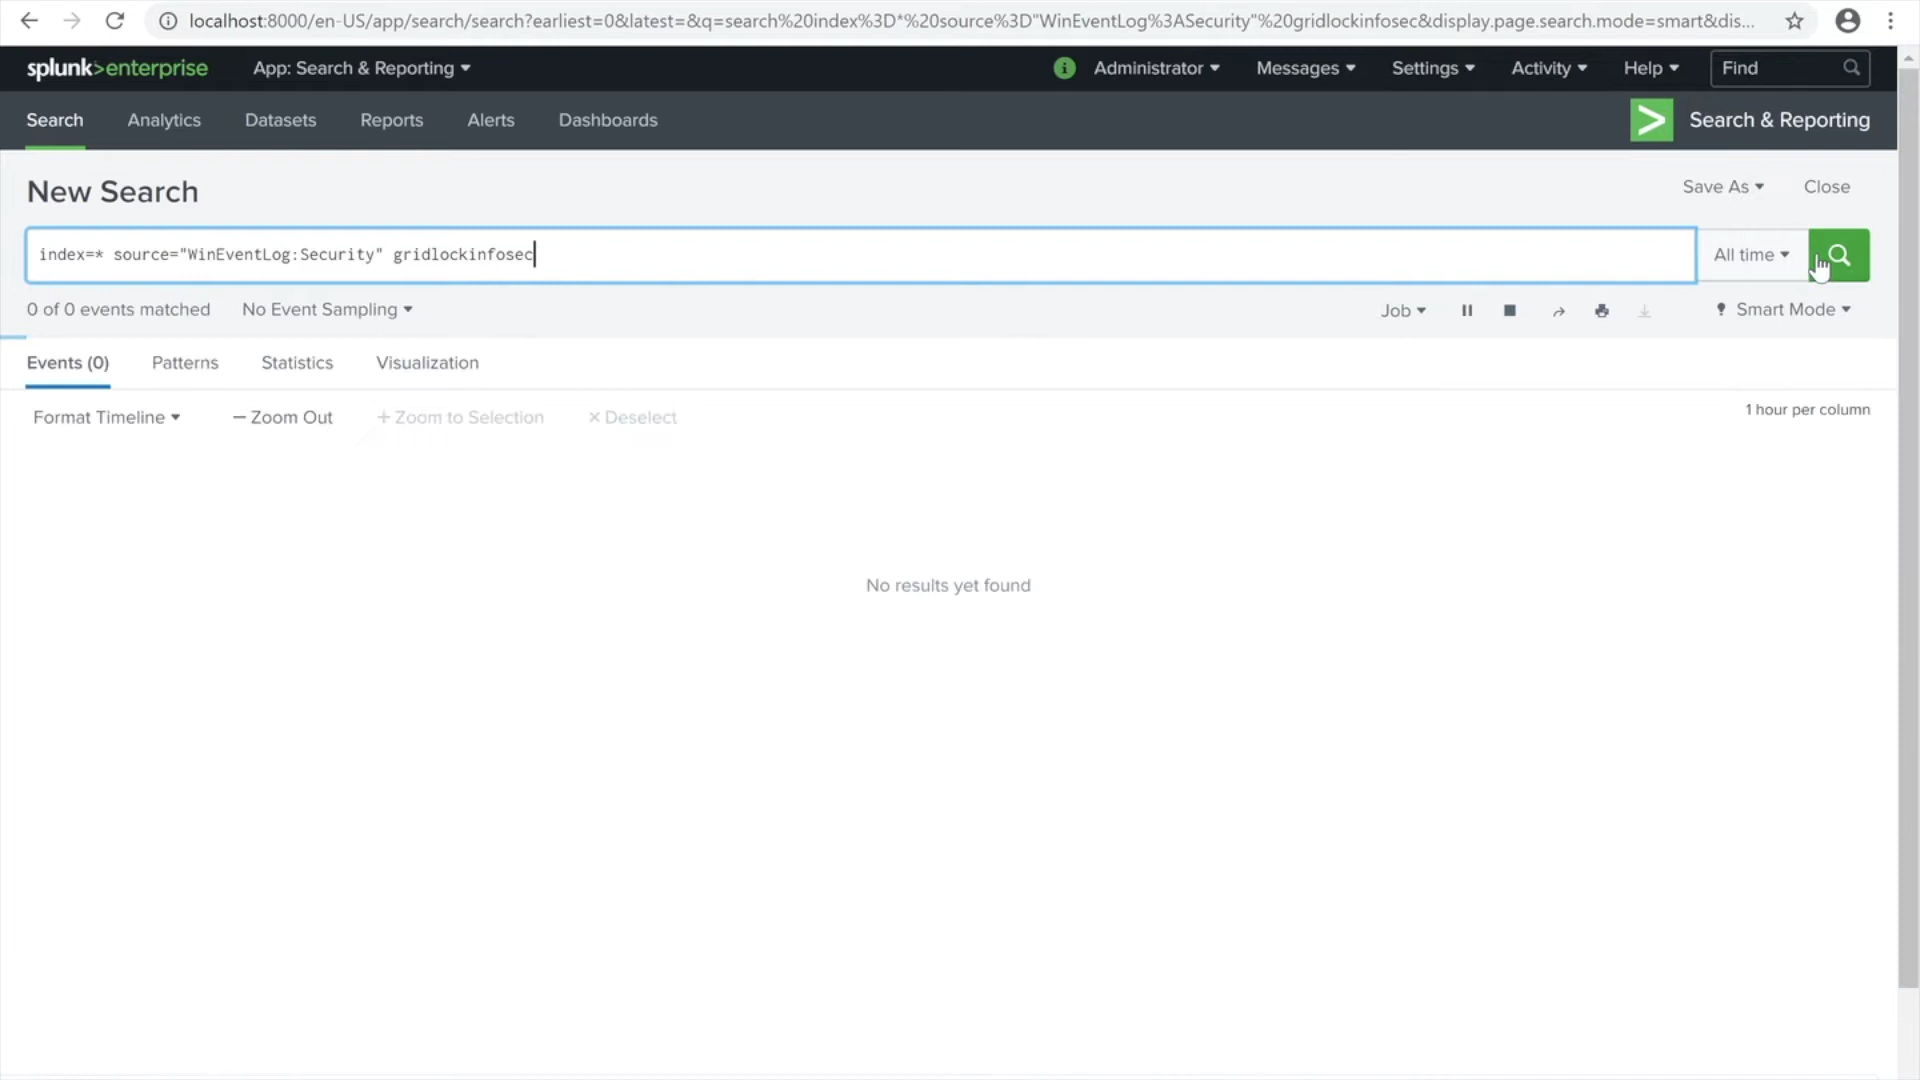 localhost:8000/en-US/app/search/search?earliest=0&latest=&q=search%20index%3D*%20source%3D"WinEventLog%3ASecurity"%20gridlockinfosec&display.page.search.mode=smart&dis...
splunk>enterprise App: Search & Reporting i Administrator Messages Settings Activity Help Find
Search Analytics Datasets Reports Alerts Dashboards > Search & Reporting
New Search Save As Close
index=* source="WinEventLog:Security" gridlockinfosec All time
0 of 0 events matched No Event Sampling Job Smart Mode
Events (0) Patterns Statistics Visualization
Format Timeline — Zoom Out + Zoom to Selection × Deselect 1 hour per column
No results yet found